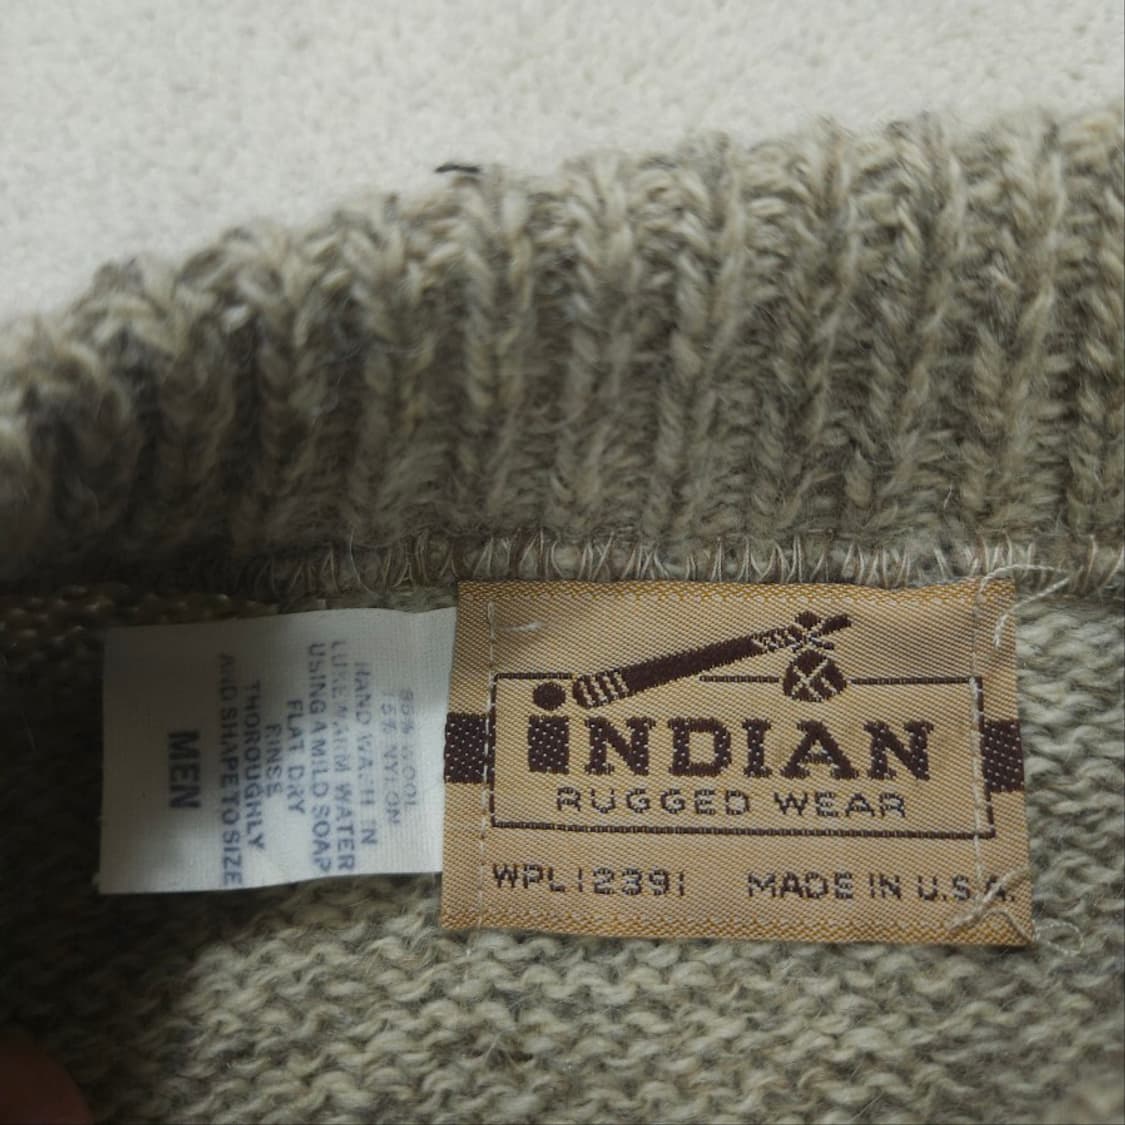 85% WOOL
15% NYLON
HAND WASH IN
LUKEWARM WATER
USING A MILD SOAP
FLAT DRY
RINSE
THOROUGHLY
AND SHAPE TO SIZE
MEN
iNDIAN
RUGGED WEAR
WPL 12391 MADE IN U.S.A.